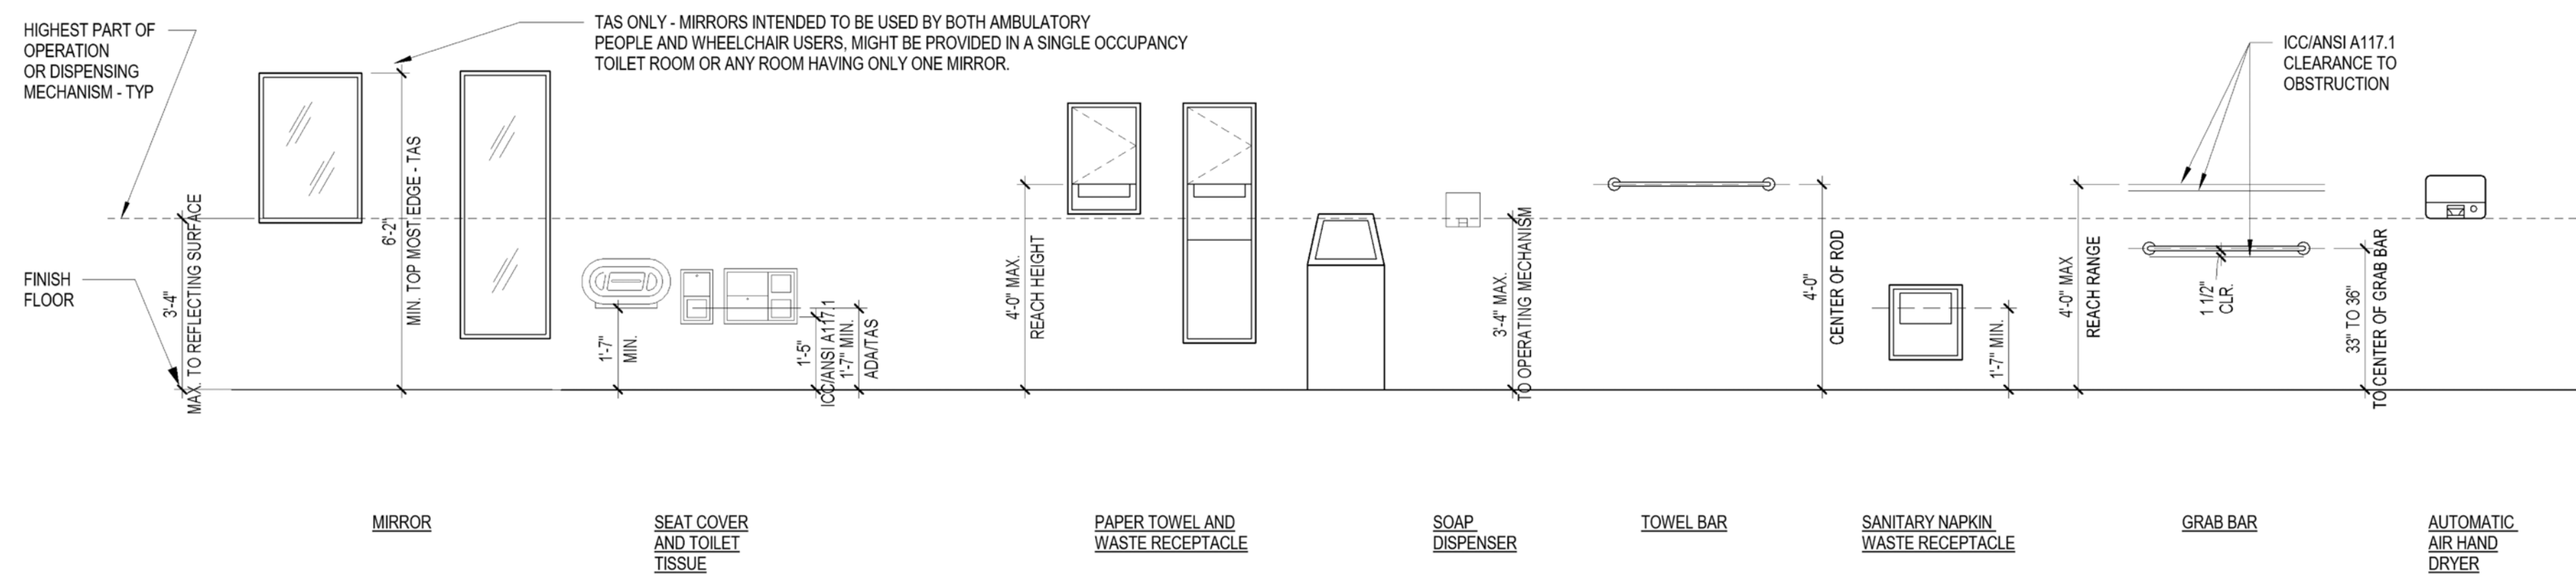 HIGHEST PART OF
OPERATION
OR DISPENSING
MECHANISM - TYP
TAS ONLY - MIRRORS INTENDED TO BE USED BY BOTH AMBULATORY
PEOPLE AND WHEELCHAIR USERS, MIGHT BE PROVIDED IN A SINGLE OCCUPANCY
TOILET ROOM OR ANY ROOM HAVING ONLY ONE MIRROR.
ICC/ANSI A117.1
CLEARANCE TO
OBSTRUCTION
FINISH
FLOOR
3'-4"
MAX. TO REFLECTING SURFACE
6'-2"
MIN. TOP MOST EDGE - TAS
1'-7"
MIN.
1'-5"
ICC/ANSI A117.1
1'-7" MIN.
ADA/TAS
4'-0" MAX.
REACH HEIGHT
3'-4" MAX.
TO OPERATING MECHANISM
4'-0"
CENTER OF ROD
1'-7" MIN.
4'-0" MAX
REACH RANGE
1 1/2"
CLR.
33" TO 36"
TO CENTER OF GRAB BAR
MIRROR
SEAT COVER
AND TOILET
TISSUE
PAPER TOWEL AND
WASTE RECEPTACLE
SOAP
DISPENSER
TOWEL BAR
SANITARY NAPKIN
WASTE RECEPTACLE
GRAB BAR
AUTOMATIC
AIR HAND
DRYER